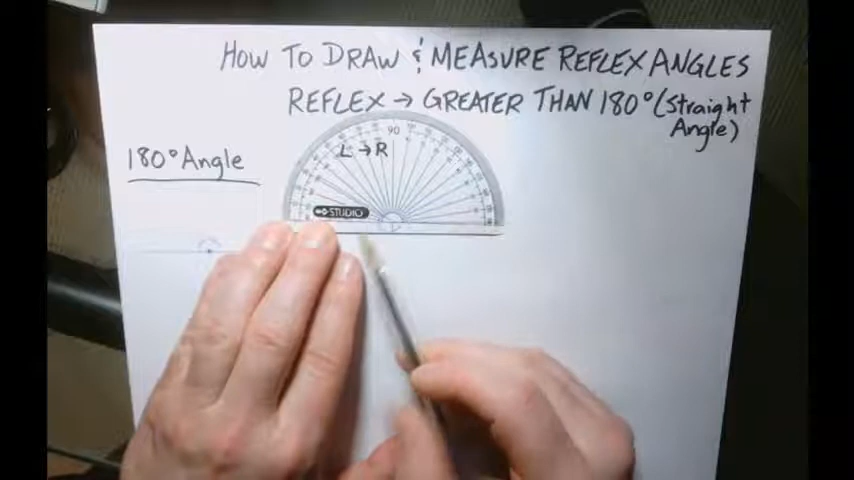 HOW TO DRAW & MEASURE REFLEX ANGLES
REFLEX → GREATER THAN 180° (Straight
Angle)
180° Angle
90
L → R
STUDIO